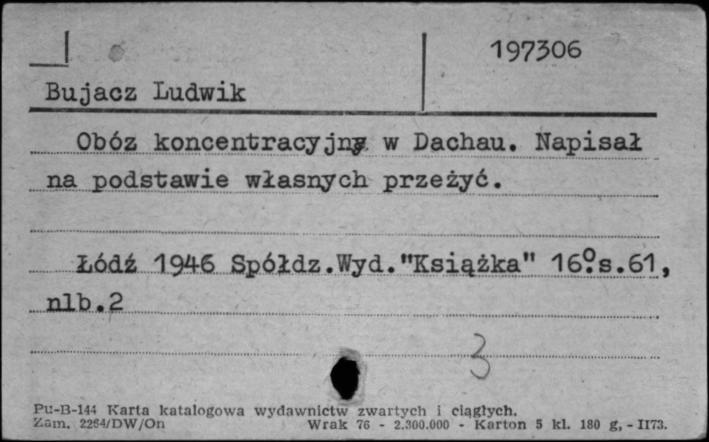 197306
Bujacz Ludwik
Obóz koncentracyjny w Dachau. Napisał
na podstawie własnych przeżyć.
Łódź 1946 Spółdz.Wyd."Książka" 16°.s.61,
nlb.2
3
Pu-B-144 Karta katalogowa wydawnictw zwartych i ciągłych.
Zam. 2264/DW/On Wrak 76 - 2.300.000 - Karton 5 kl. 180 g, - II73.